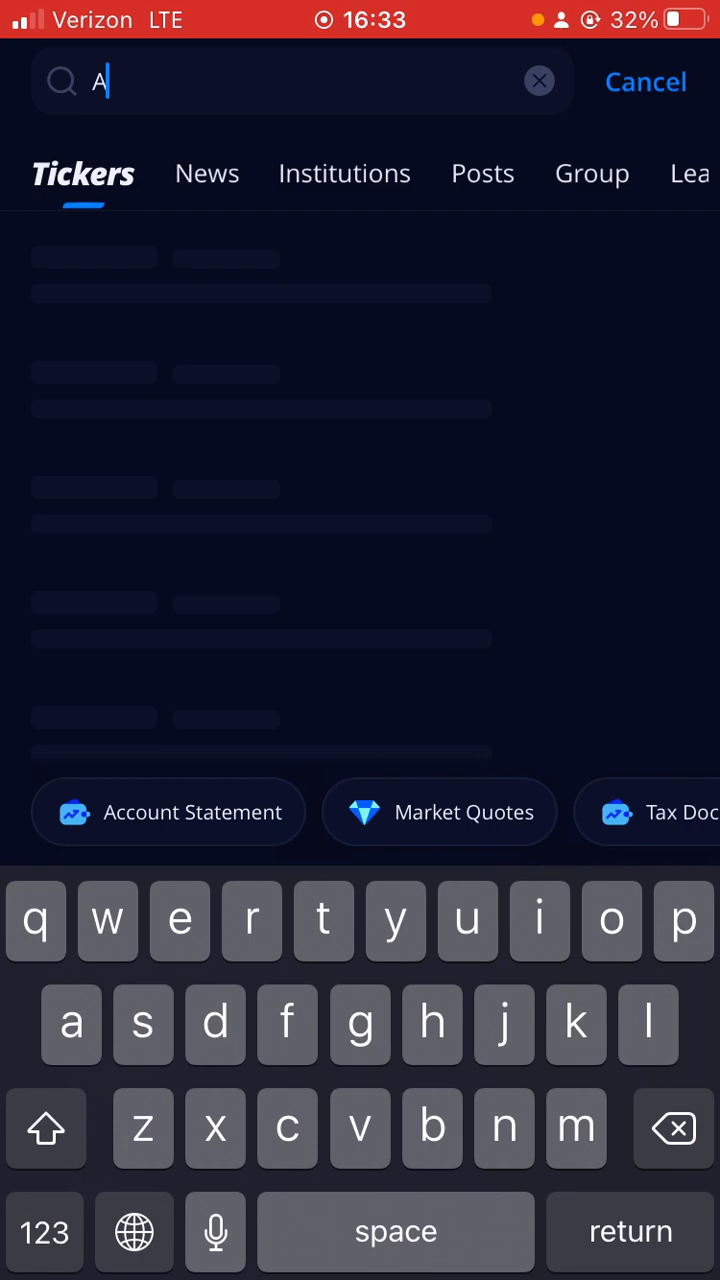 Verizon LTE 16:33 32%
A Cancel
Tickers News Institutions Posts Group Lea
Account Statement Market Quotes Tax Doc
q w e r t y u i o p
a s d f g h j k l
z x c v b n m
123 space return